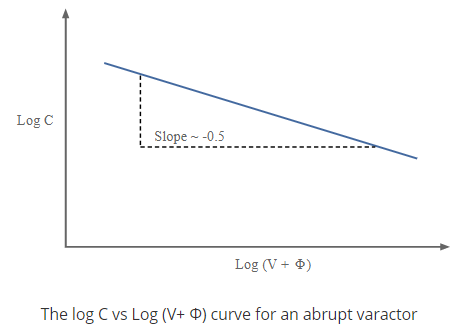 Log C
Slope ~ -0.5
Log (V + Φ)
The log C vs Log (V+ Φ) curve for an abrupt varactor